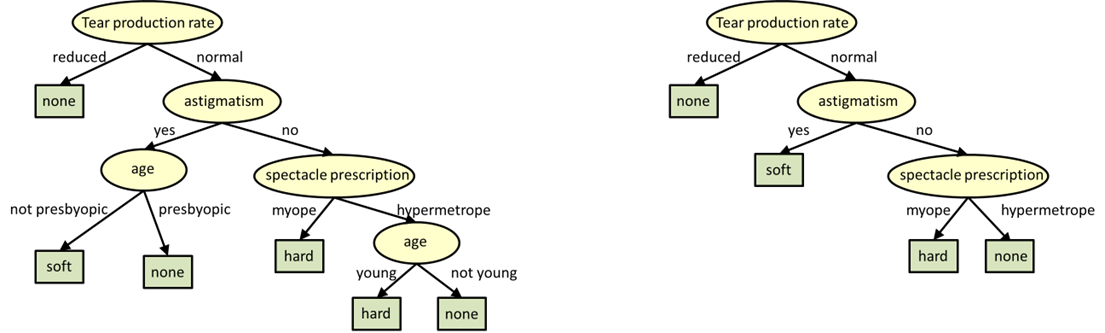 Tear production rate
reduced
normal
none
astigmatism
yes
no
age
spectacle prescription
not presbyopic
presbyopic
myope
hypermetrope
soft
none
hard
age
young
not young
hard
none
Tear production rate
reduced
normal
none
astigmatism
yes
no
soft
spectacle prescription
myope
hypermetrope
hard
none